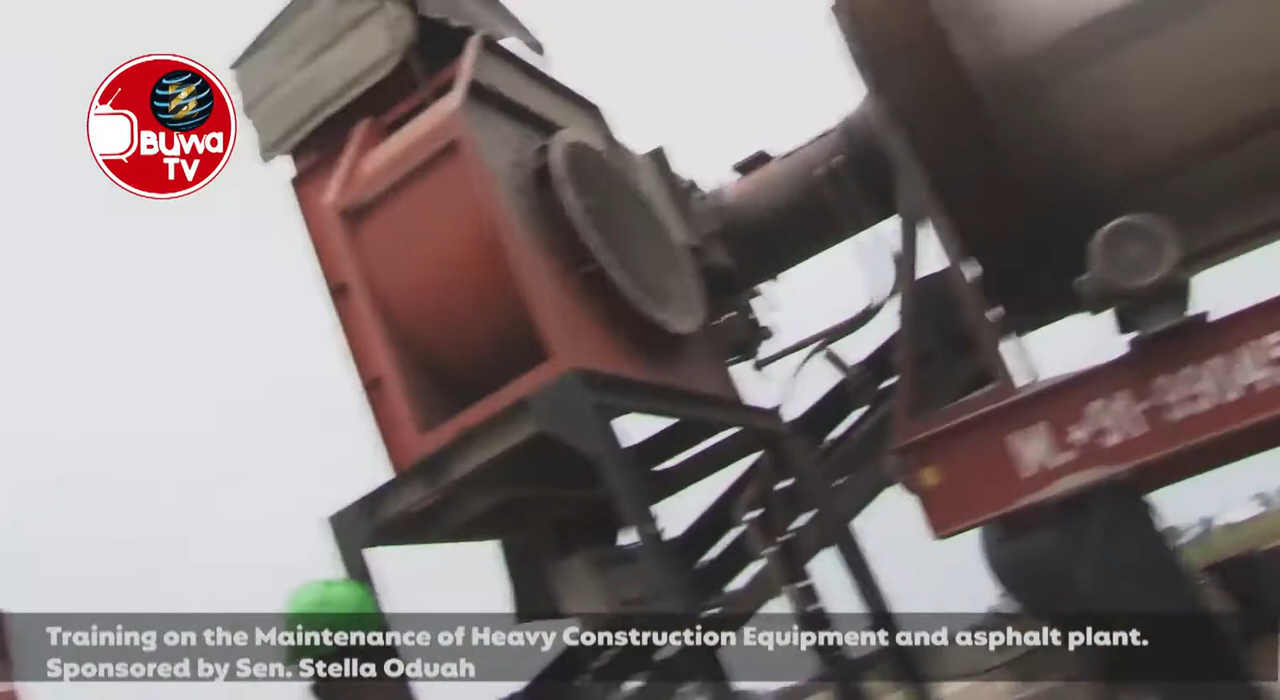 BUWA
TV
Training on the Maintenance of Heavy Construction Equipment and asphalt plant.
Sponsored by Sen. Stella Oduah